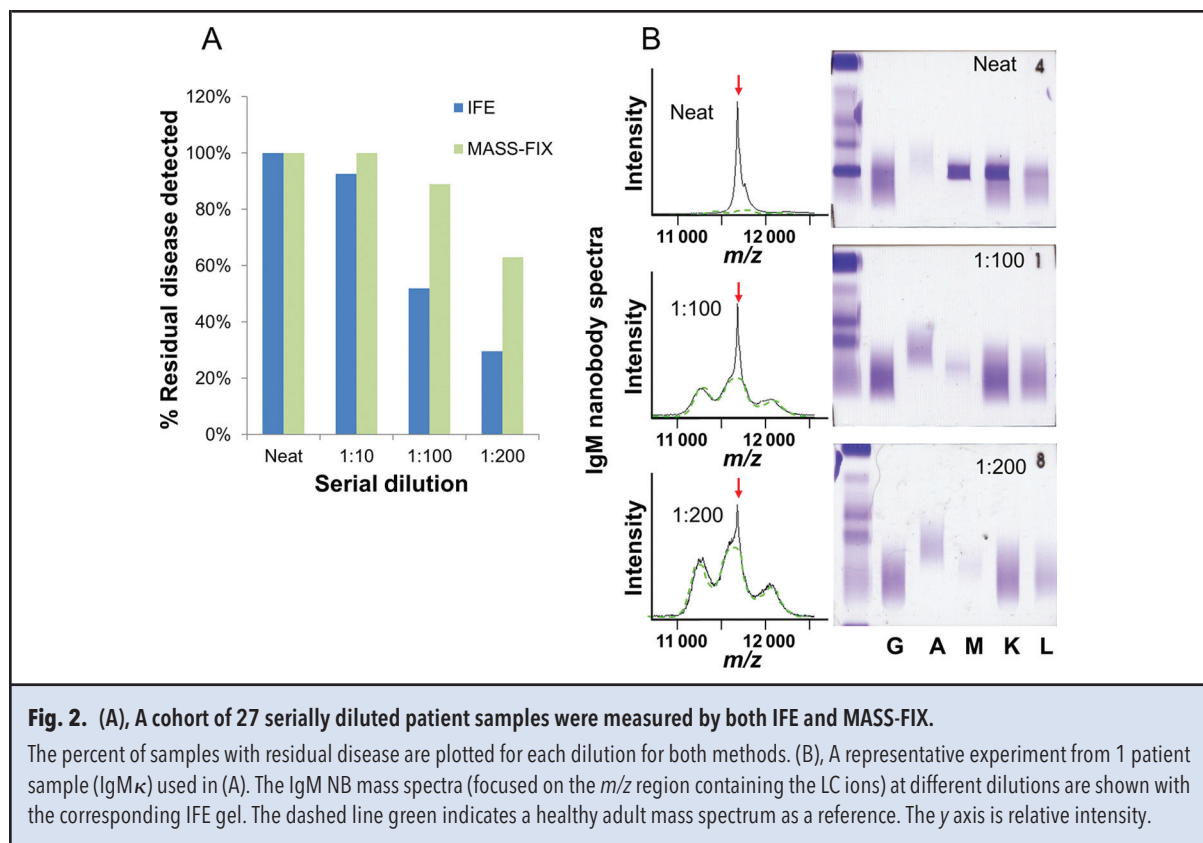 A
120%
100%
80%
60%
40%
20%
0%
% Residual disease detected
IFE
MASS-FIX
Neat 1:10 1:100 1:200
Serial dilution
B
IgM nanobody spectra
Neat
Intensity
11 000 12 000
m/z
Neat 4
1:100
Intensity
11 000 12 000
m/z
1:100 1
1:200
Intensity
11 000 12 000
m/z
1:200 8
G A M K L
Fig. 2. (A), A cohort of 27 serially diluted patient samples were measured by both IFE and MASS-FIX.
The percent of samples with residual disease are plotted for each dilution for both methods. (B), A representative experiment from 1 patient
sample (IgMκ) used in (A). The IgM NB mass spectra (focused on the m/z region containing the LC ions) at different dilutions are shown with
the corresponding IFE gel. The dashed line green indicates a healthy adult mass spectrum as a reference. The y axis is relative intensity.